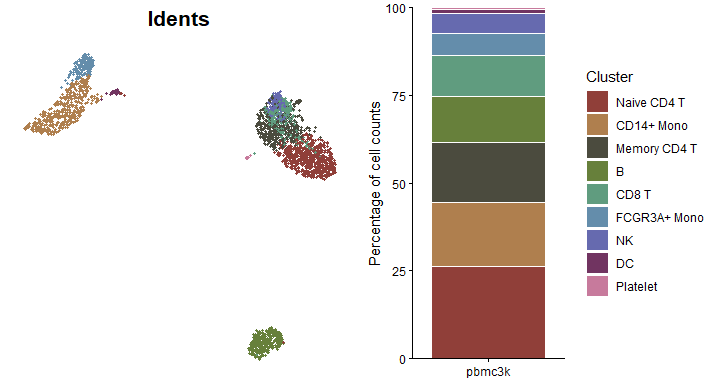 Idents
Percentage of cell counts
100
75
50
25
0
pbmc3k
Cluster
Naive CD4 T
CD14+ Mono
Memory CD4 T
B
CD8 T
FCGR3A+ Mono
NK
DC
Platelet